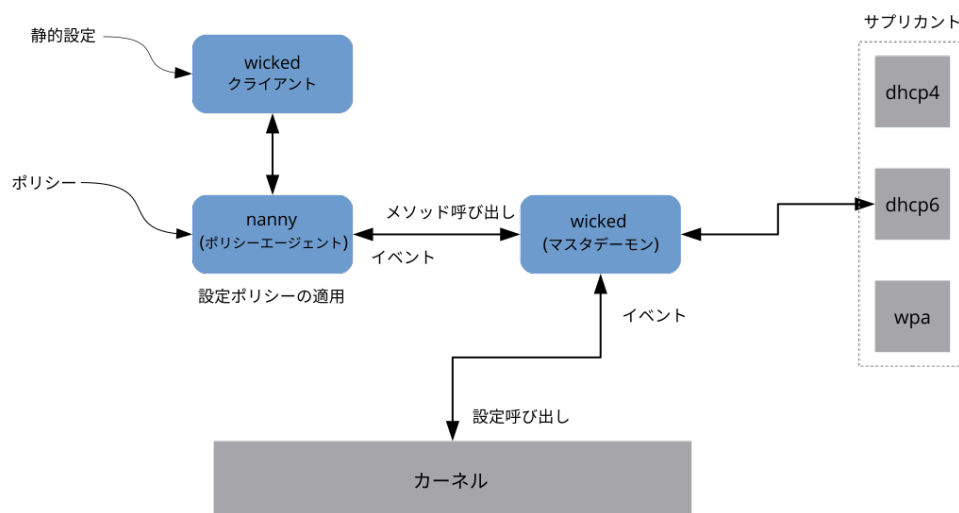 サプリカント
静的設定
wicked
クライアント
dhcp4
ポリシー
nanny
(ポリシーエージェント)
メソッド呼び出し
イベント
wicked
(マスタデーモン)
dhcp6
設定ポリシーの適用
イベント
wpa
設定呼び出し
カーネル